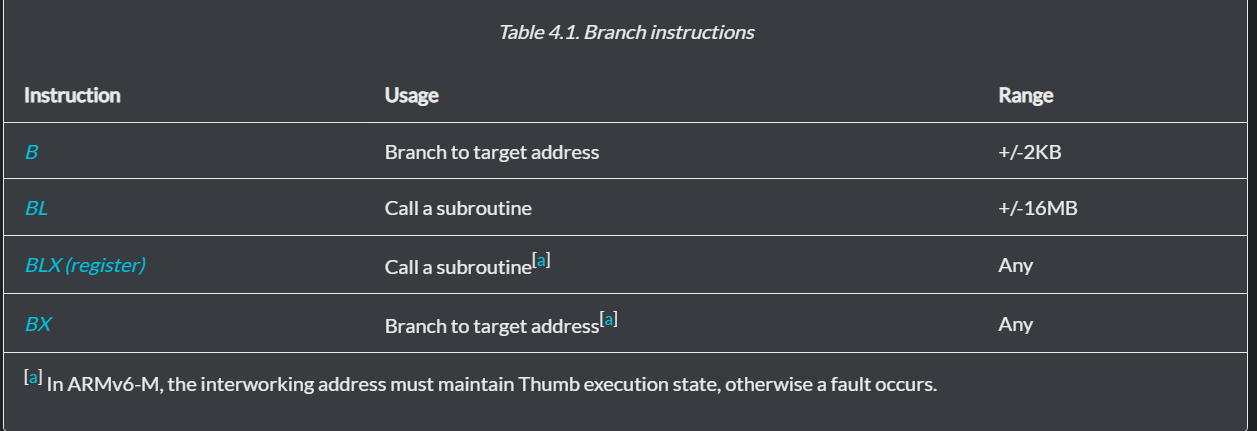 Table 4.1. Branch instructions
Instruction Usage Range
B Branch to target address +/-2KB
BL Call a subroutine +/-16MB
BLX (register) Call a subroutine[a] Any
BX Branch to target address[a] Any
[a] In ARMv6-M, the interworking address must maintain Thumb execution state, otherwise a fault occurs.